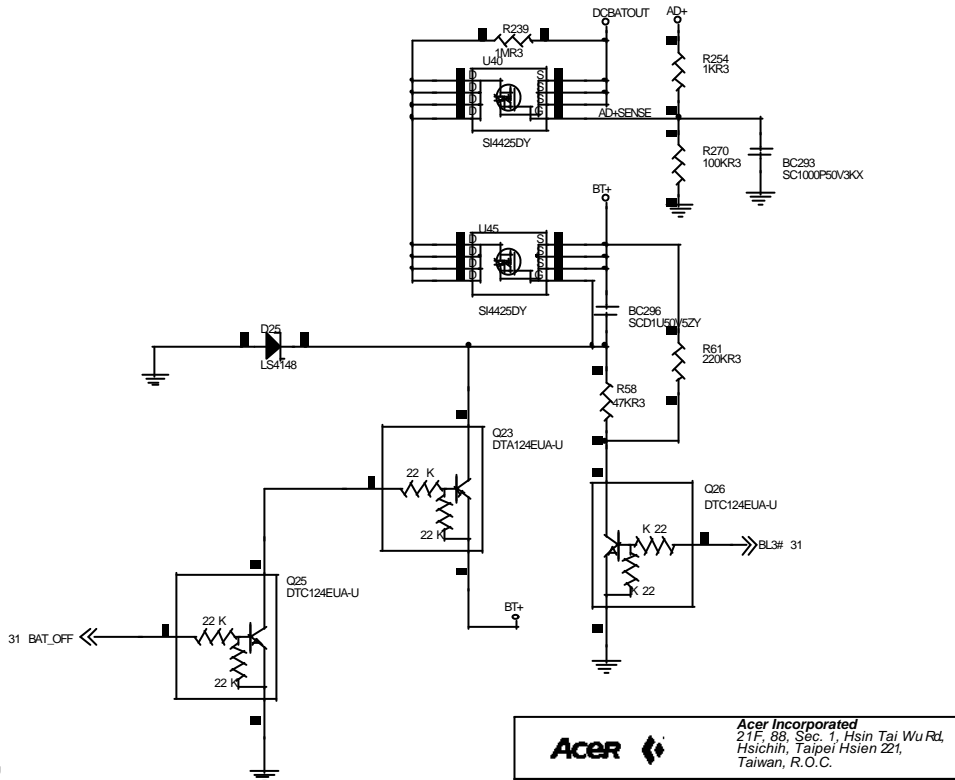 DCBATOUT
AD+
R239
1MR3
R254
1KR3
U40
D
D
D
D
S
S
S
G
AD+SENSE
SI4425DY
R270
100KR3
BC293
SC1000P50V3KX
BT+
U45
D
D
D
D
S
S
S
G
SI4425DY
BC296
SCD1U50V5ZY
D25
LS4148
R61
220KR3
R58
47KR3
Q23
DTA124EUA-U
22 K
22 K
Q26
DTC124EUA-U
K 22
K 22
BL3# 31
Q25
DTC124EUA-U
22 K
22 K
31 BAT_OFF
BT+
Acer
Acer Incorporated
21F, 88, Sec. 1, Hsin Tai Wu Rd,
Hsichih, Taipei Hsien 221,
Taiwan, R.O.C.